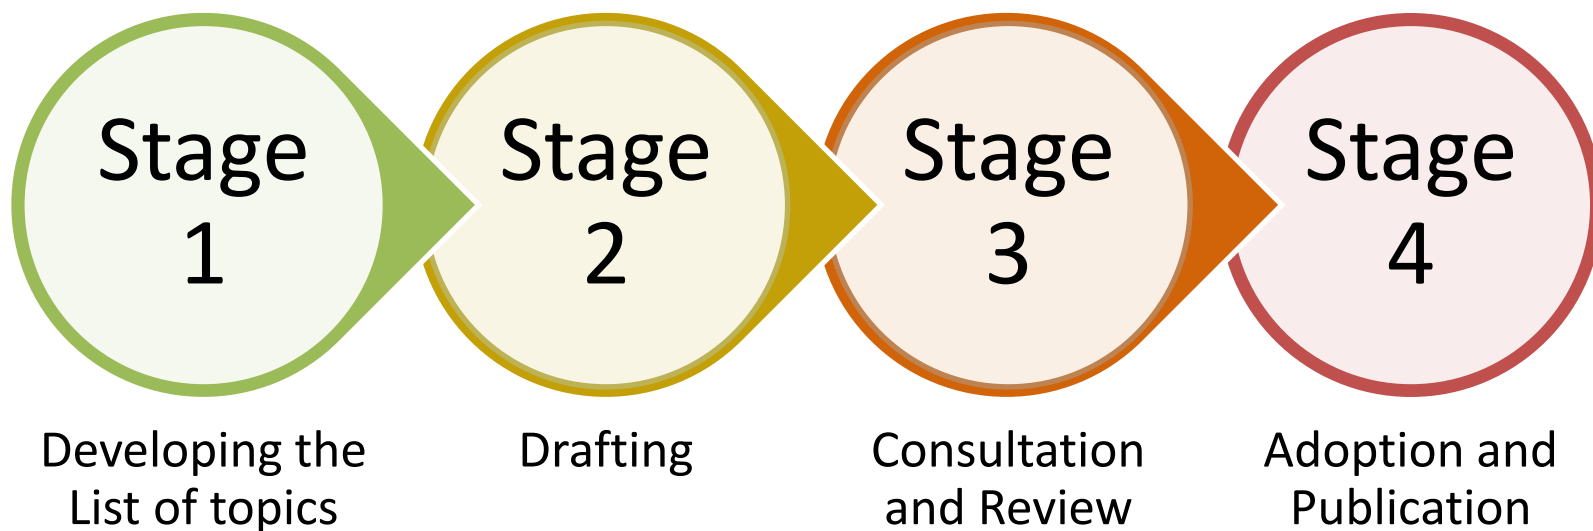 Stage
1
Developing the
List of topics
Stage
2
Drafting
Stage
3
Consultation
and Review
Stage
4
Adoption and
Publication